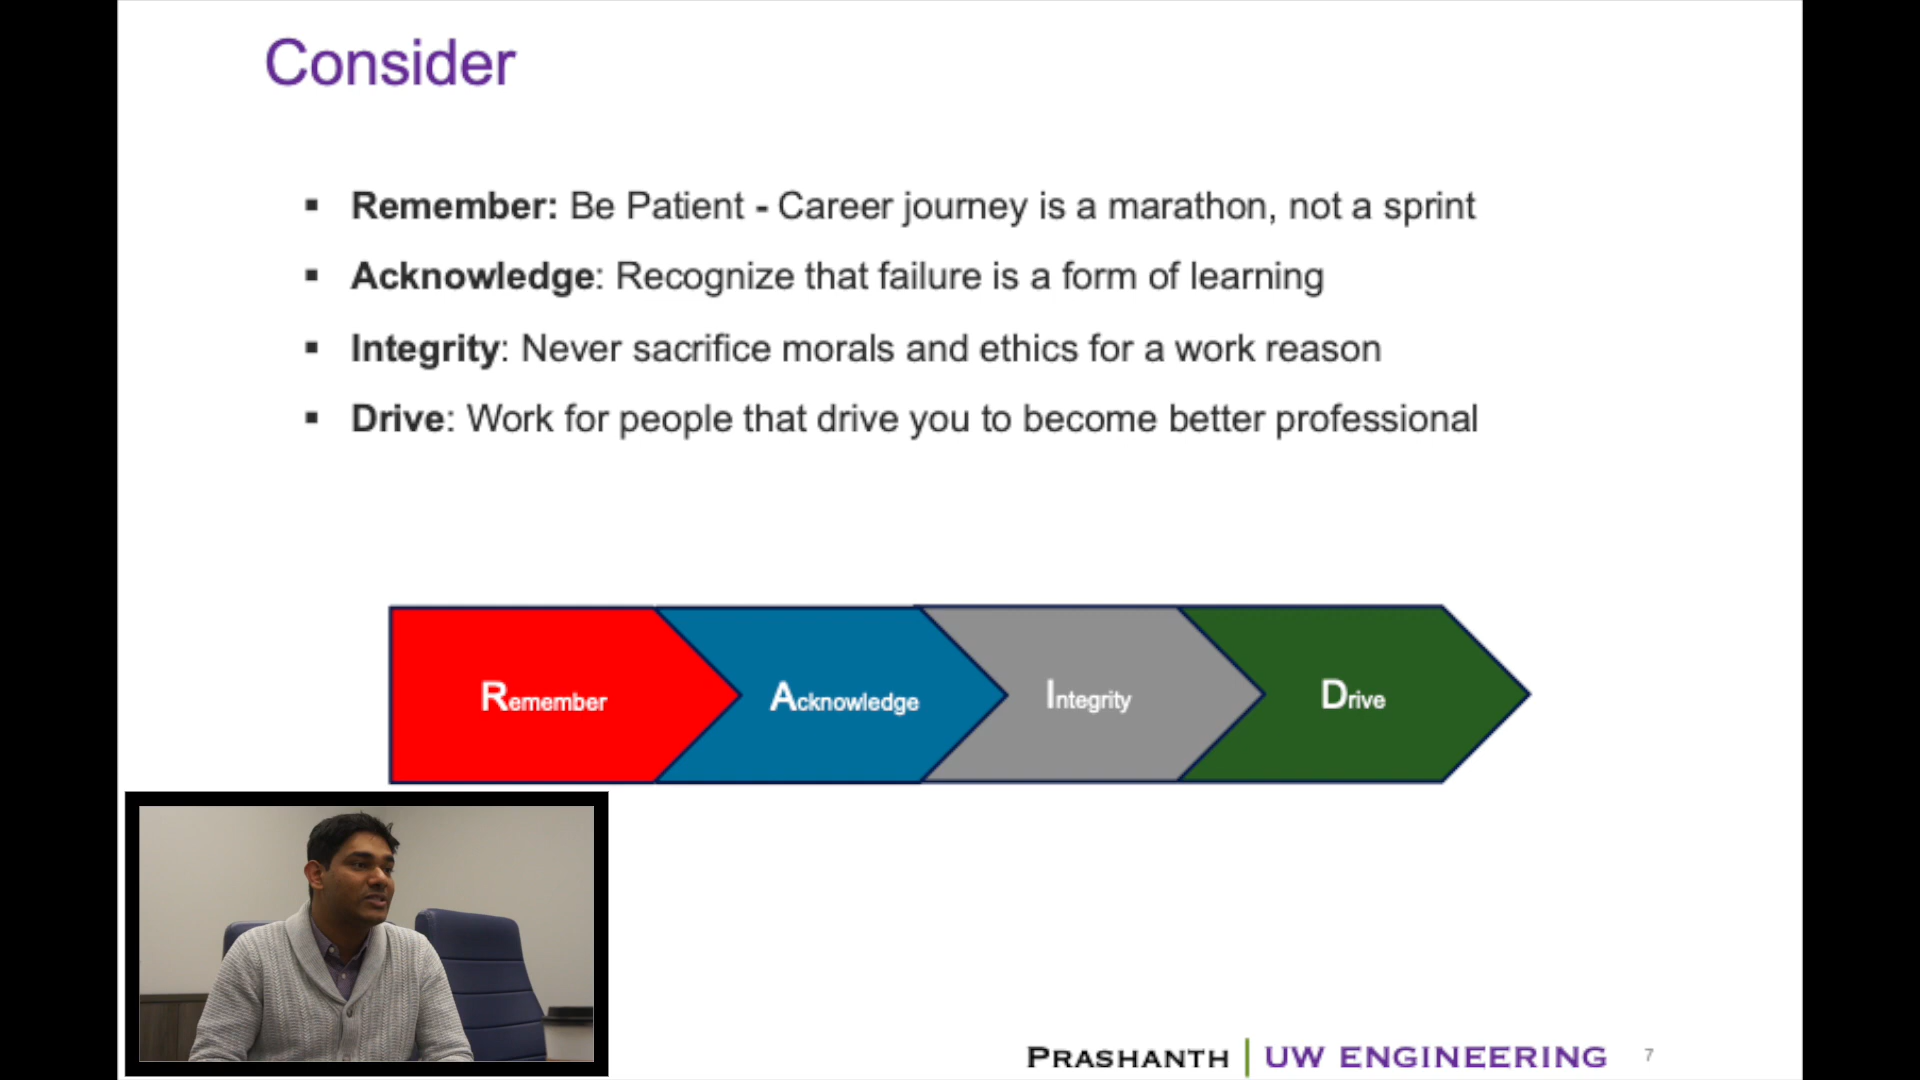 Consider
▪ Remember: Be Patient - Career journey is a marathon, not a sprint
▪ Acknowledge: Recognize that failure is a form of learning
▪ Integrity: Never sacrifice morals and ethics for a work reason
▪ Drive: Work for people that drive you to become better professional
Remember Acknowledge Integrity Drive
PRASHANTH | UW ENGINEERING 7